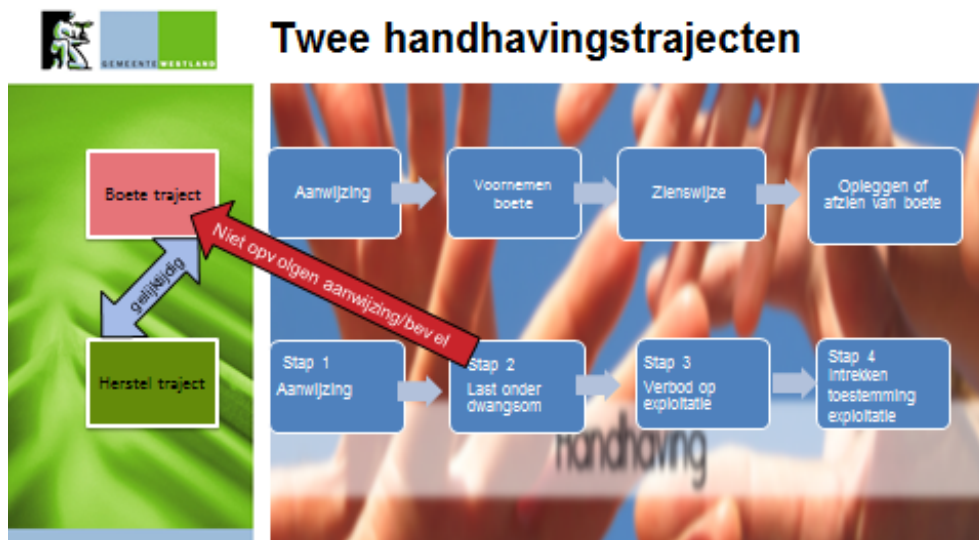 GEMEENTE WESTLAND
Twee handhavingstrajecten
Boete traject
Aanwijzing
Voornemen
boete
Zienswijze
Opleggen of
afzien van boete
Niet opvolgen aanwijzing/bevel
gelijktijdig
Herstel traject
Stap 1
Aanwijzing
Stap 2
Last onder
dwangsom
Stap 3
Verbod op
exploitatie
Stap 4
Intrekken
toestemming
exploitatie
Handhaving